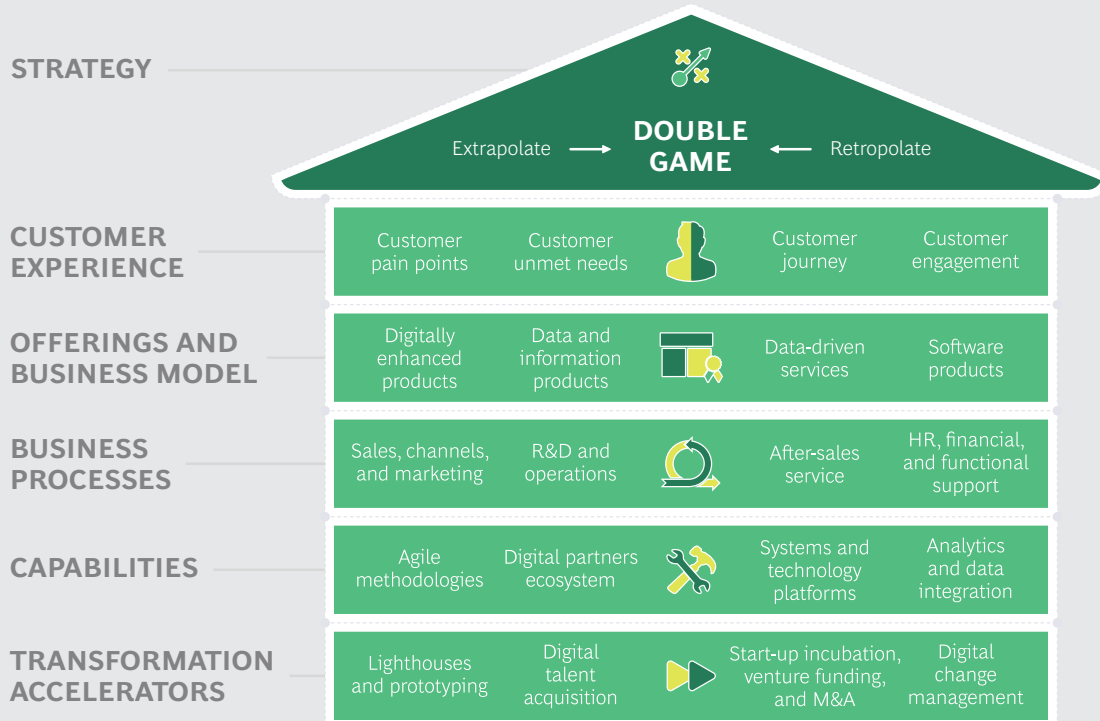 STRATEGY
DOUBLE
GAME
Extrapolate
Retropolate
CUSTOMER
EXPERIENCE
Customer
pain points
Customer
unmet needs
Customer
journey
Customer
engagement
OFFERINGS AND
BUSINESS MODEL
Digitally
enhanced
products
Data and
information
products
Data-driven
services
Software
products
BUSINESS
PROCESSES
Sales, channels,
and marketing
R&D and
operations
After-sales
service
HR, financial,
and functional
support
CAPABILITIES
Agile
methodologies
Digital partners
ecosystem
Systems and
technology
platforms
Analytics
and data
integration
TRANSFORMATION
ACCELERATORS
Lighthouses
and prototyping
Digital
talent
acquisition
Start-up incubation,
venture funding,
and M&A
Digital
change
management